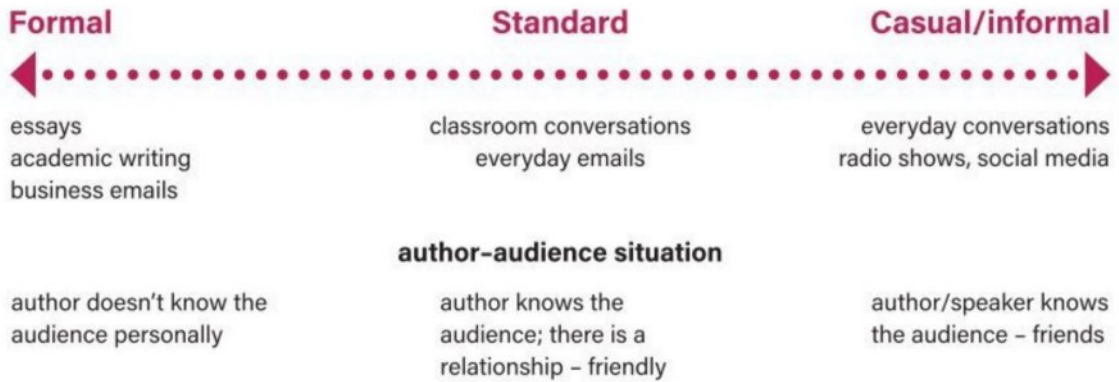 Formal
Standard
Casual/informal
essays
academic writing
business emails
classroom conversations
everyday emails
everyday conversations
radio shows, social media
author–audience situation
author doesn't know the
audience personally
author knows the
audience; there is a
relationship – friendly
author/speaker knows
the audience – friends